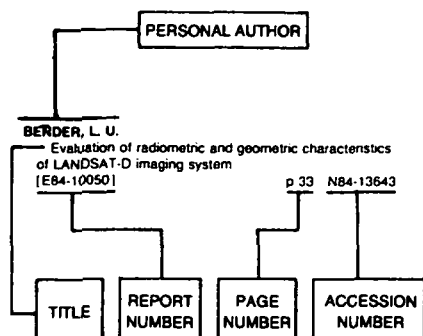 PERSONAL AUTHOR
BENDER, L. U.
Evaluation of radiometric and geometric characteristics
of LANDSAT-D imaging system
[E84-10050] p 33 N84-13643
TITLE
REPORT
NUMBER
PAGE
NUMBER
ACCESSION
NUMBER